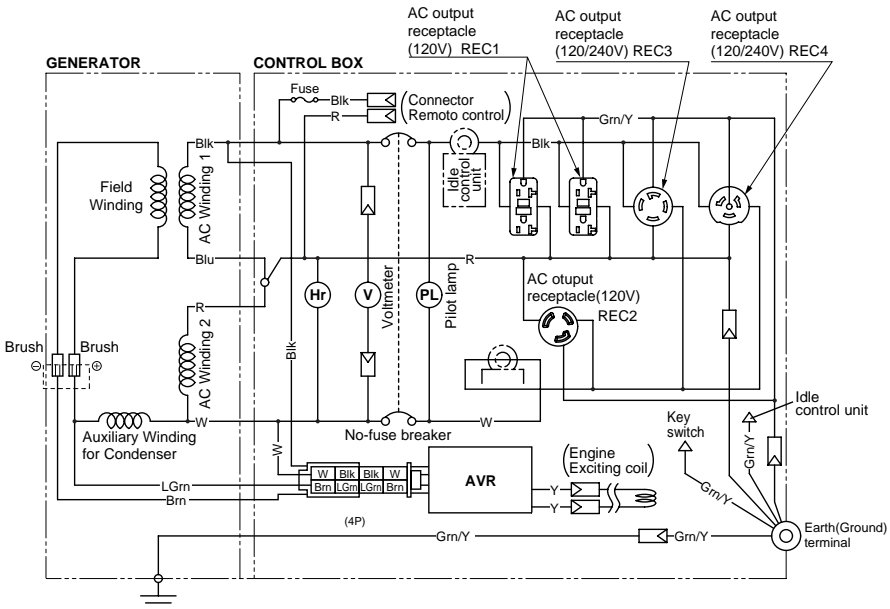 AC output
receptacle
(120V) REC1
AC output
receptacle
(120/240V) REC3
AC output
receptacle
(120/240V) REC4
GENERATOR
CONTROL BOX
Fuse
Blk
R
(Connector
Remoto control)
Blk
Grn/Y
Blk
Field
Winding
AC Winding 1
Idle
control
unit
Blu
R
R
AC otuput
receptacle(120V)
REC2
Hr
V
Voltmeter
PL
Pilot lamp
Brush
Brush
⊖
⊕
AC Winding 2
Blk
W
W
No-fuse breaker
Auxiliary Winding
for Condenser
W
Idle
control unit
Key
switch
Grn/Y
Grn/Y
(Engine
Exciting coil)
LGrn
Brn
W Blk Blk W
Brn LGrn LGrn Brn
AVR
Y
Y
(4P)
Grn/Y
Grn/Y
Earth(Ground)
terminal